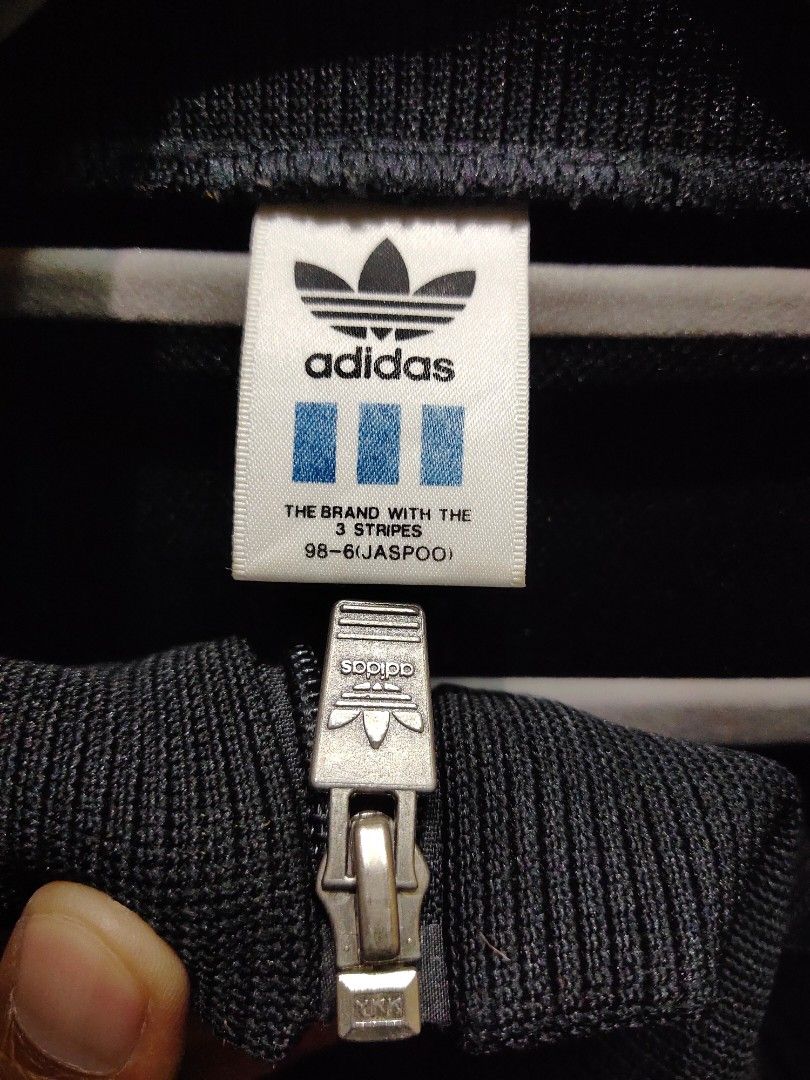 adidas
THE BRAND WITH THE
3 STRIPES
98-6(JASPOO)
adidas
YKK